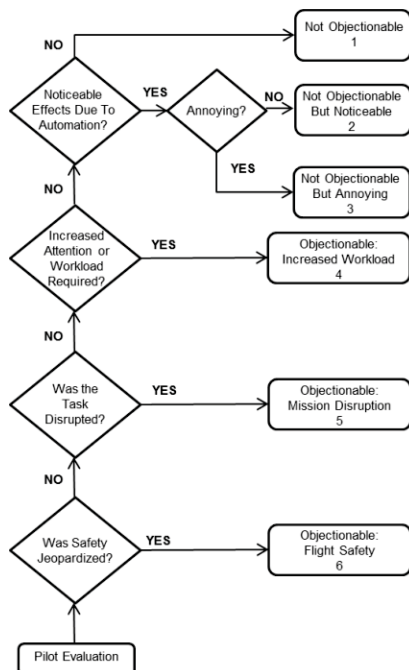 NO
Not Objectionable
1
Noticeable
Effects Due To
Automation?
YES
Annoying?
NO
Not Objectionable
But Noticeable
2
YES
Not Objectionable
But Annoying
3
NO
Increased
Attention or
Workload
Required?
YES
Objectionable:
Increased Workload
4
NO
Was the
Task
Disrupted?
YES
Objectionable:
Mission Disruption
5
NO
Was Safety
Jeopardized?
YES
Objectionable:
Flight Safety
6
Pilot Evaluation